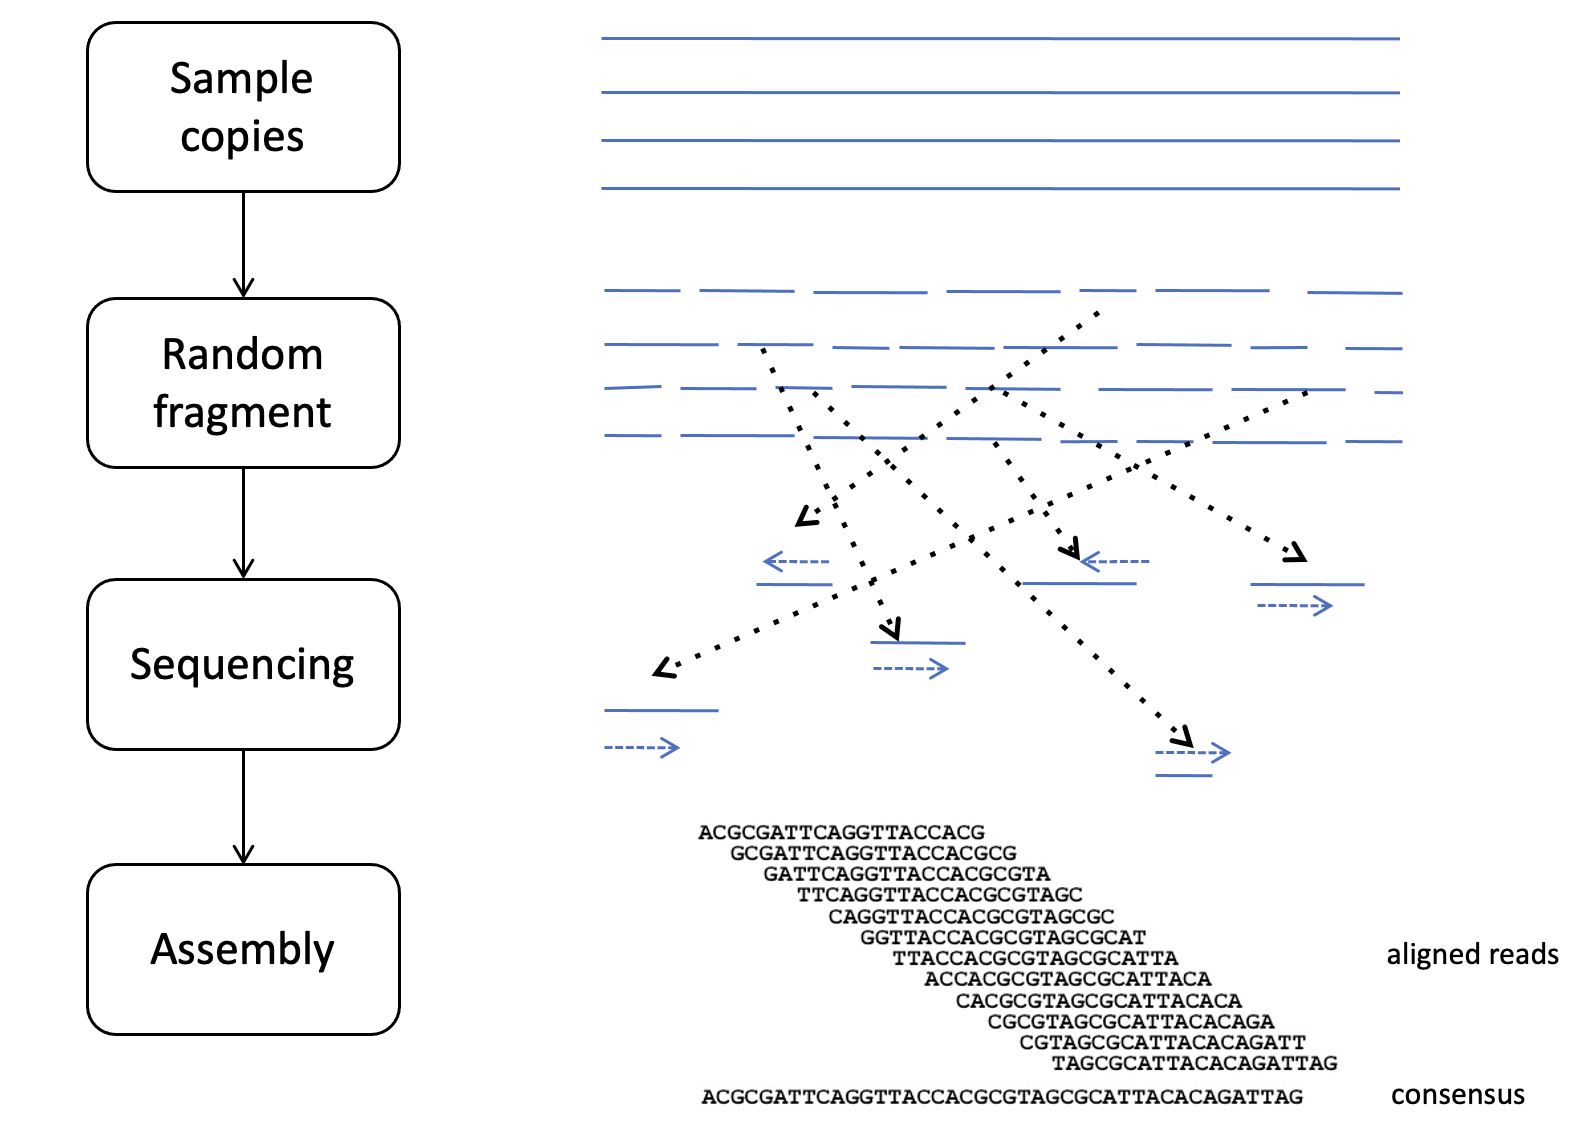 Sample
copies
Random
fragment
Sequencing
Assembly
ACGCGATTCAGGTTACCACG
GCGATTCAGGTTACCACGCG
GATTCAGGTTACCACGCGTA
TTCAGGTTACCACGCGTAGC
CAGGTTACCACGCGTAGCGC
GGTTACCACGCGTAGCGCAT
TTACCACGCGTAGCGCATTA
aligned reads
ACCACGCGTAGCGCATTACA
CACGCGTAGCGCATTACACA
CGCGTAGCGCATTACACAGA
CGTAGCGCATTACACAGATT
TAGCGCATTACACAGATTAG
ACGCGATTCAGGTTACCACGCGTAGCGCATTACACAGATTAG
consensus